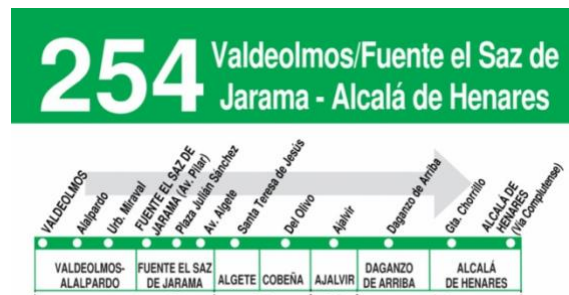 254
Valdeolmos/Fuente el Saz de
Jarama - Alcalá de Henares
VALDEOLMOS
Alalpardo
Urb. Miraval
FUENTE EL SAZ DE
JARAMA (Av. Pilar)
Plaza Julián Sánchez
Av. Algete
Santa Teresa de Jesús
Del Olivo
Ajalvir
Daganzo de Arriba
Gta. Chorrillo
ALCALÁ DE
HENARES
(Vía Complutense)
VALDEOLMOS-
ALALPARDO
FUENTE EL SAZ
DE JARAMA
ALGETE
COBEÑA
AJALVIR
DAGANZO
DE ARRIBA
ALCALÁ
DE HENARES